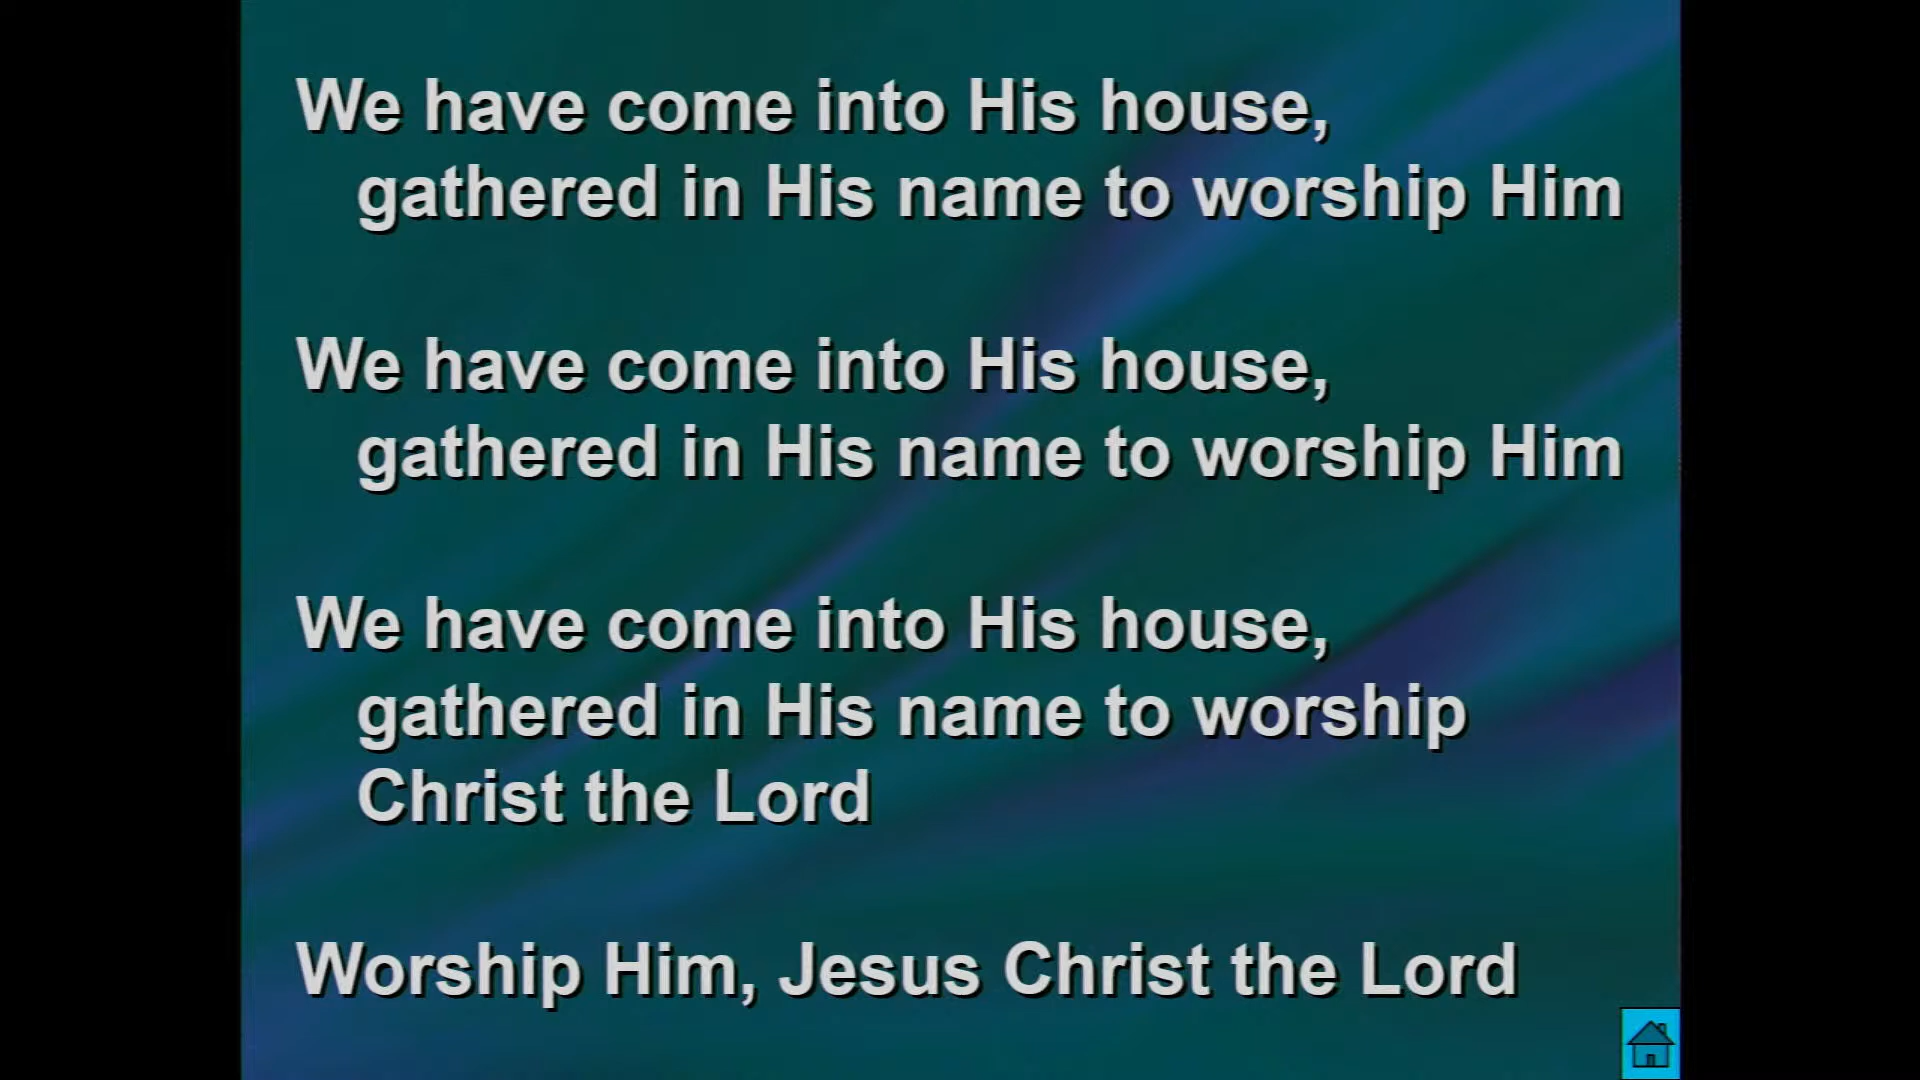 We have come into His house,
gathered in His name to worship Him
We have come into His house,
gathered in His name to worship Him
We have come into His house,
gathered in His name to worship
Christ the Lord
Worship Him, Jesus Christ the Lord